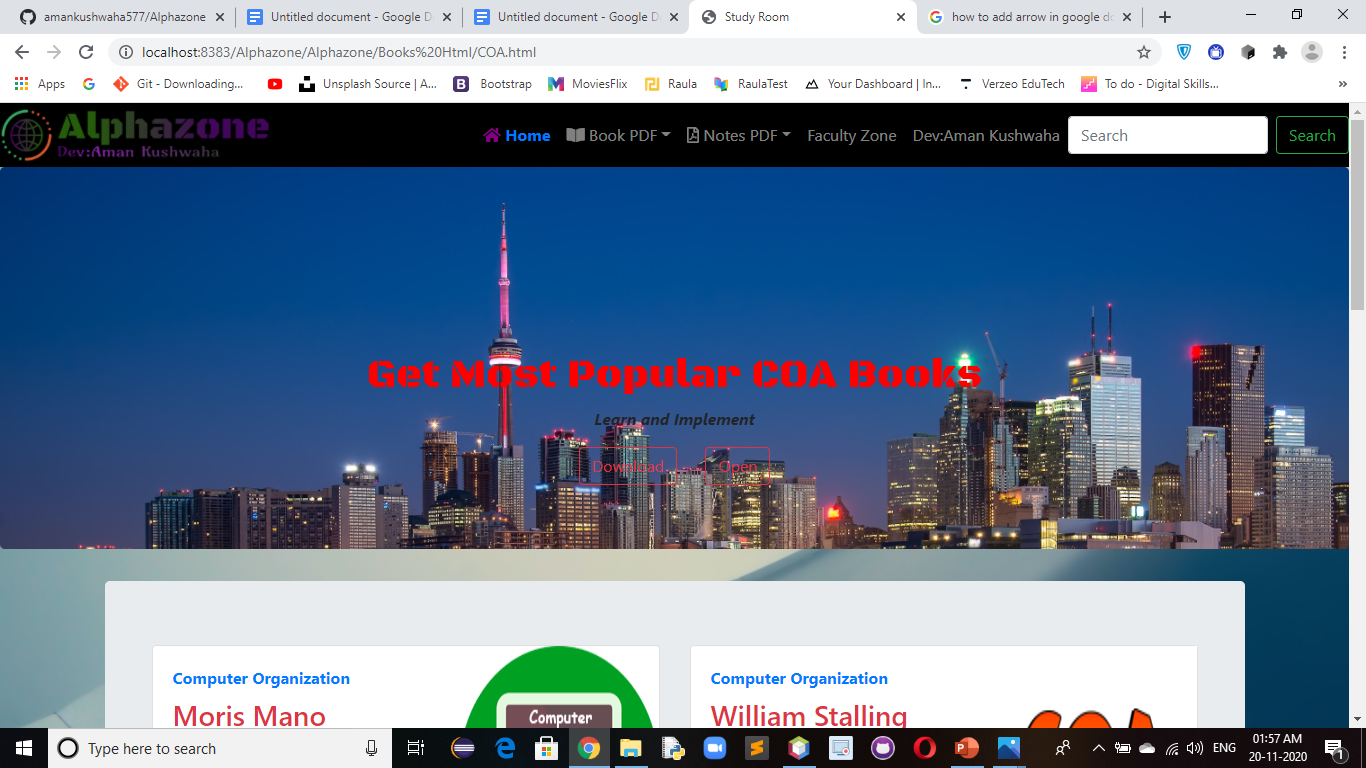 amankushwaha577/Alphazone
Untitled document - Google D
Untitled document - Google D
Study Room
how to add arrow in google do
localhost:8383/Alphazone/Alphazone/Books%20Html/COA.html
Apps
Git - Downloading...
Unsplash Source | A...
Bootstrap
MoviesFlix
Raula
RaulaTest
Your Dashboard | In...
Verzeo EduTech
To do - Digital Skills...
»
Alphazone
Dev:Aman Kushwaha
Home
Book PDF
Notes PDF
Faculty Zone
Dev:Aman Kushwaha
Search
Search
Get Most Popular COA Books
Learn and Implement
Download
Open
Computer Organization
Moris Mano
Computer
Computer Organization
William Stalling
COA
Type here to search
ENG
01:57 AM
20-11-2020
1